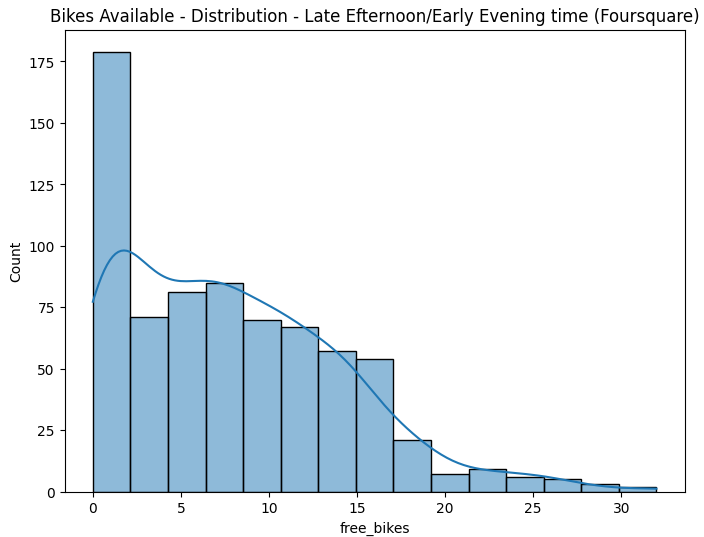 Bikes Available - Distribution - Late Efternoon/Early Evening time (Foursquare)
175
150
125
100
75
50
25
0
Count
0 5 10 15 20 25 30
free_bikes